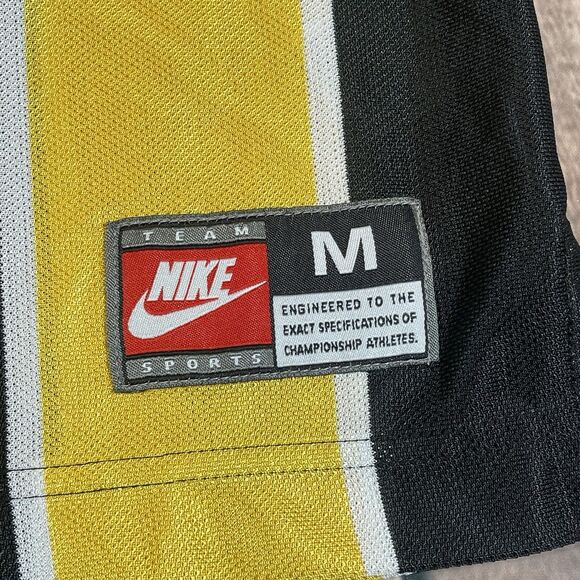 TEAM
NIKE
SPORTS
M
ENGINEERED TO THE
EXACT SPECIFICATIONS OF
CHAMPIONSHIP ATHLETES.